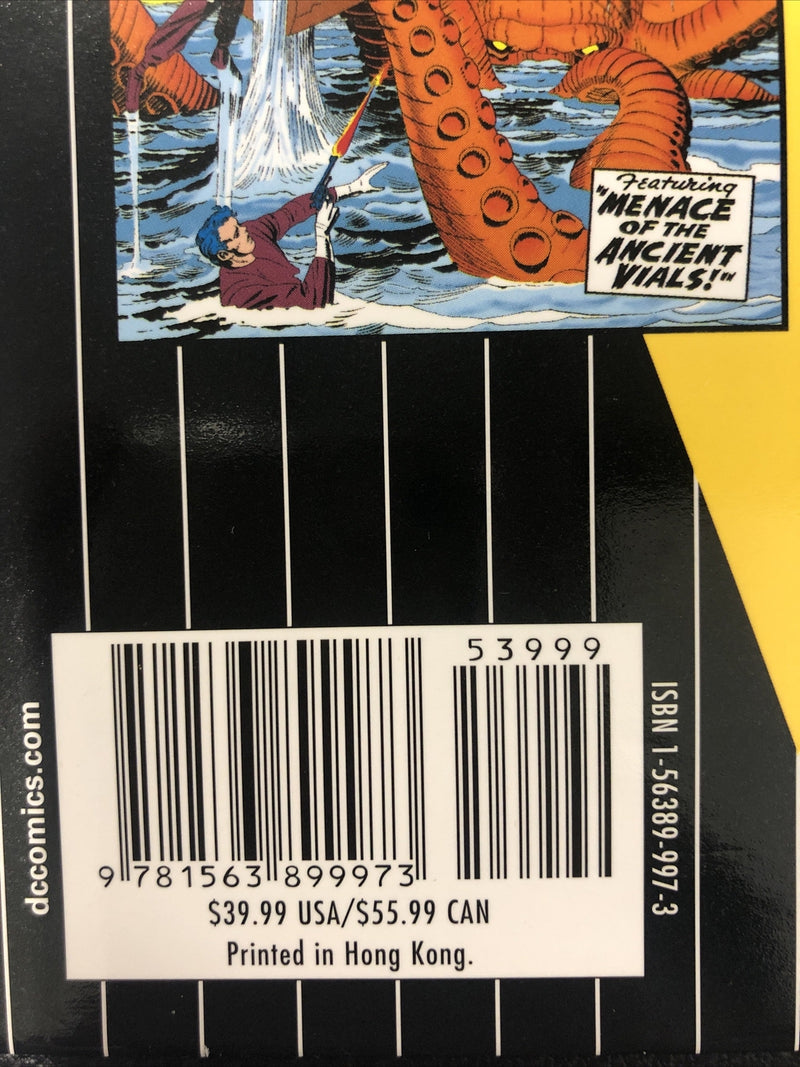 Featuring
"MENACE
OF THE
ANCIENT
VIALS!"
53999
9 781563 899973
$39.99 USA/$55.99 CAN
Printed in Hong Kong.
dccomics.com
ISBN 1-56389-997-3